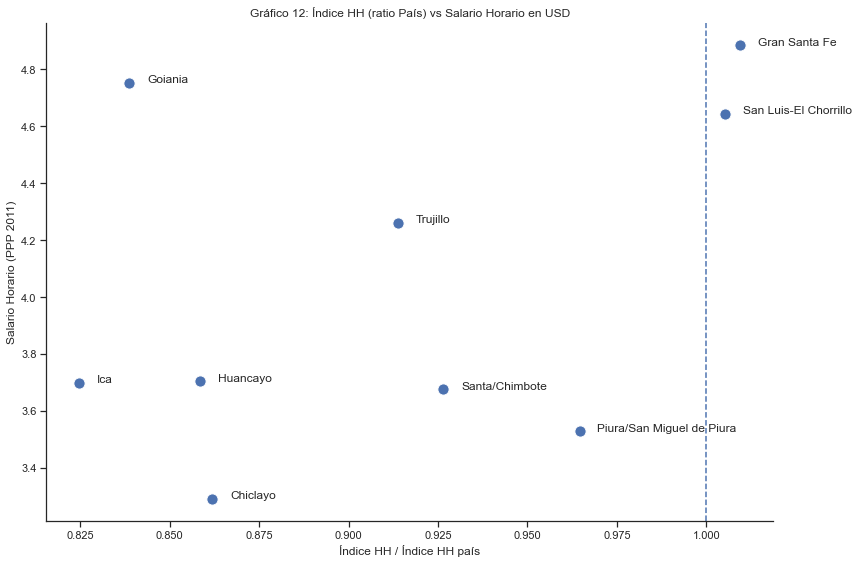 Gráfico 12: Índice HH (ratio País) vs Salario Horario en USD
Gran Santa Fe
Goiania
San Luis-El Chorrillo
Trujillo
Ica
Huancayo
Santa/Chimbote
Piura/San Miguel de Piura
Chiclayo
Salario Horario (PPP 2011)
4.8
4.6
4.4
4.2
4.0
3.8
3.6
3.4
0.825
0.850
0.875
0.900
0.925
0.950
0.975
1.000
Índice HH / Índice HH país